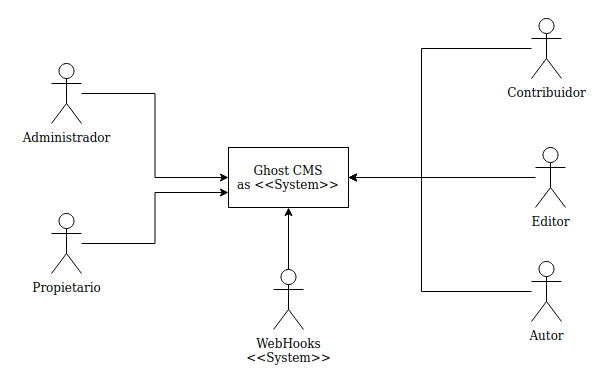 Contribuidor
Administrador
Ghost CMS
as <<System>>
Editor
Propietario
Autor
WebHooks
<<System>>